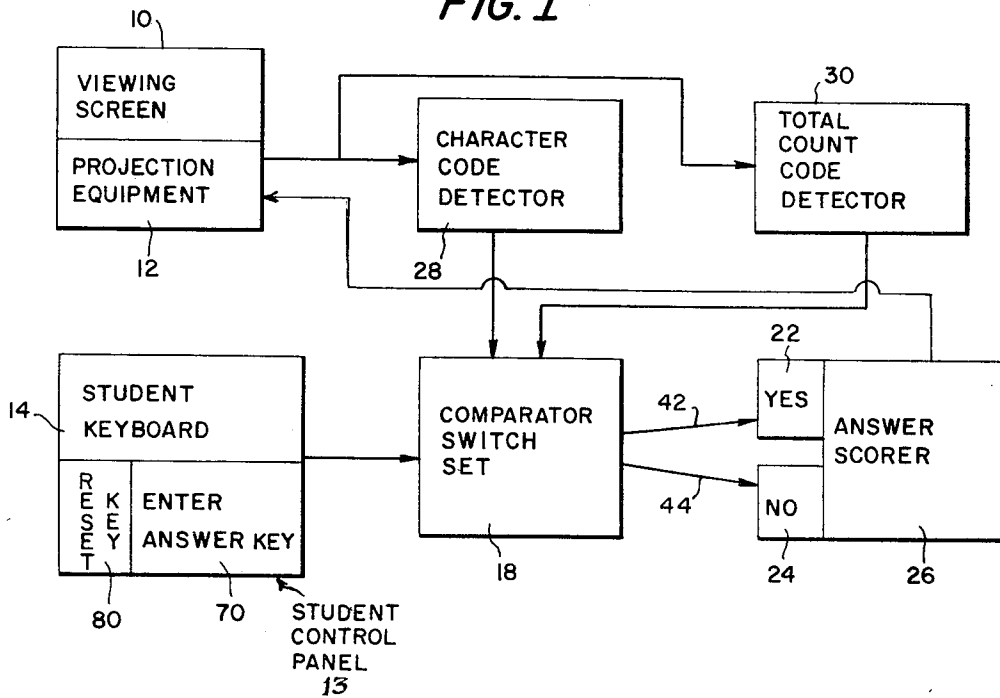 FIG. 1
10
VIEWING
SCREEN
PROJECTION
EQUIPMENT
12
CHARACTER
CODE
DETECTOR
28
30
TOTAL
COUNT
CODE
DETECTOR
14
STUDENT
KEYBOARD
RESET
KEY
ENTER
ANSWER KEY
80
70
STUDENT
CONTROL
PANEL
13
COMPARATOR
SWITCH
SET
18
42
44
22
YES
NO
24
ANSWER
SCORER
26